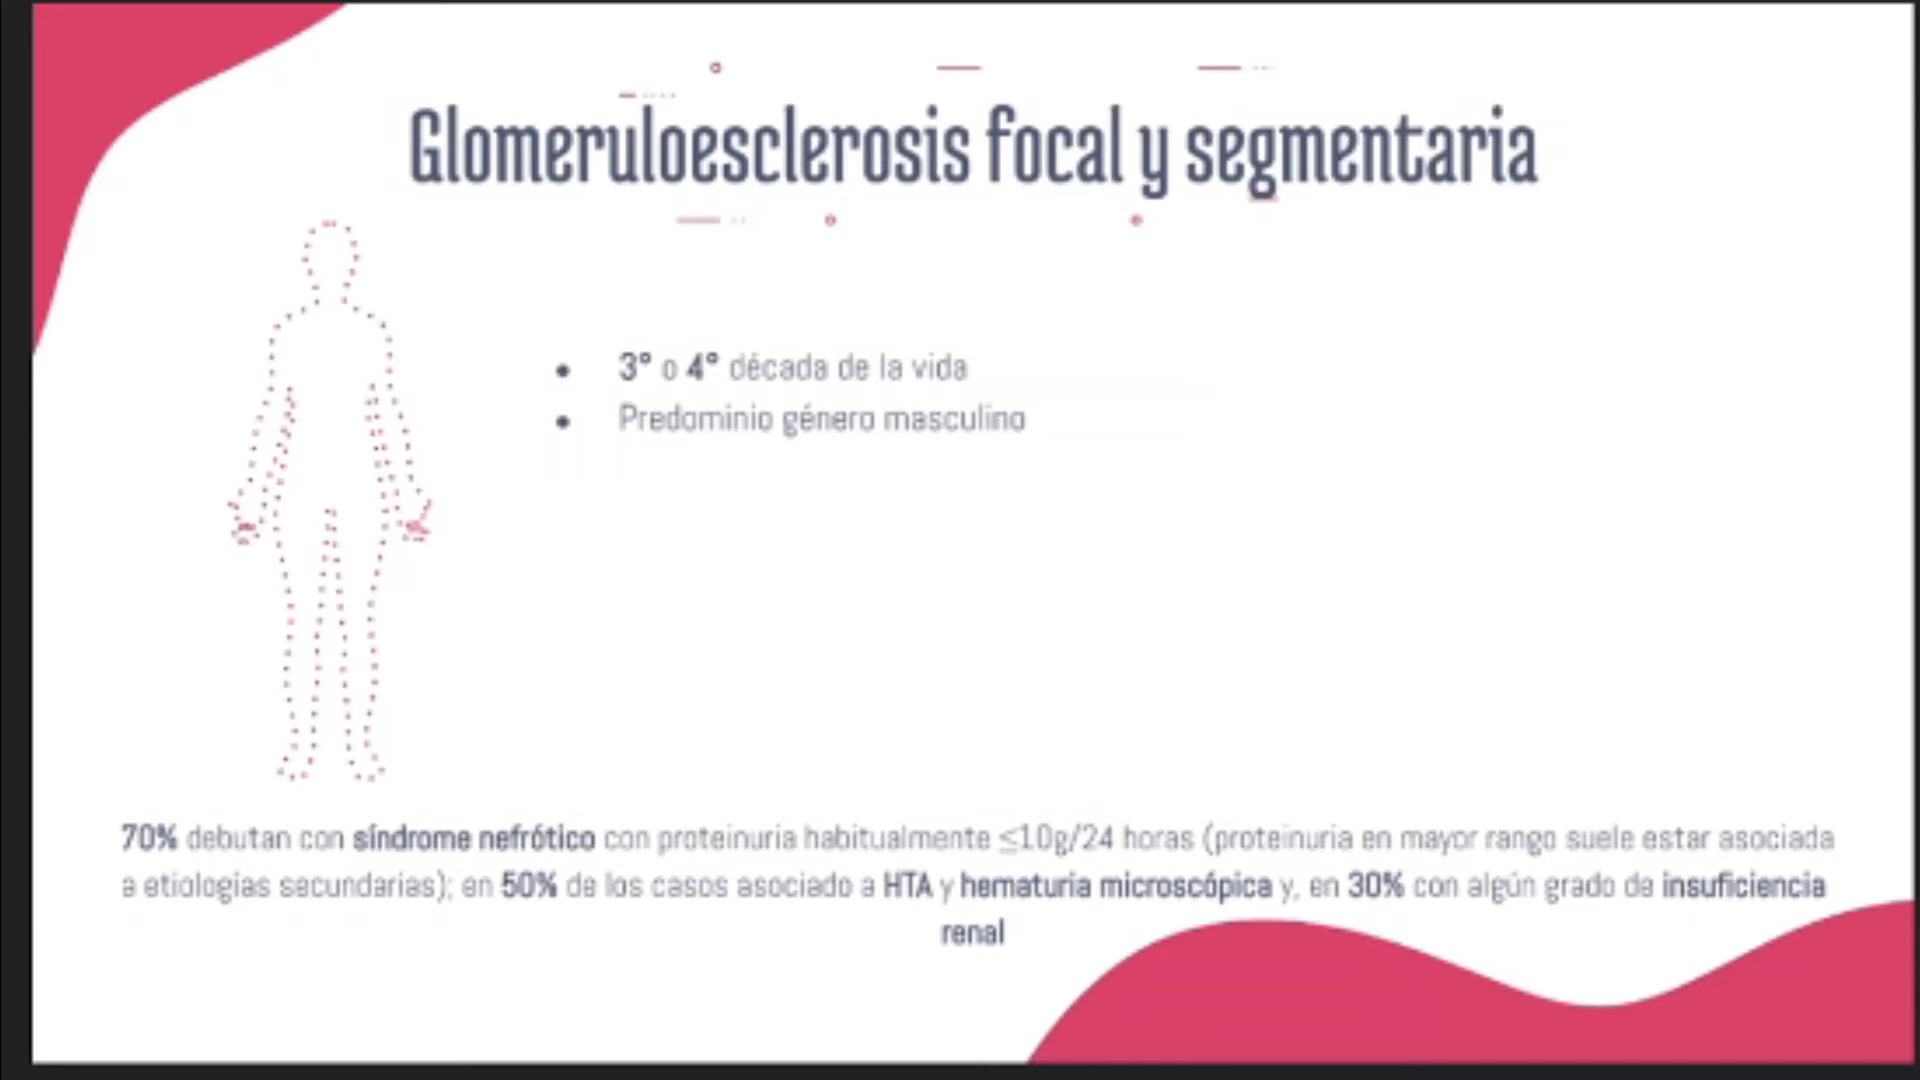 Glomeruloesclerosis focal y segmentaria
3° o 4° década de la vida
Predominio género masculino
70% debutan con síndrome nefrótico con proteinuria habitualmente ≤10g/24 horas (proteinuria en mayor rango suele estar asociada
a etiologías secundarias); en 50% de los casos asociado a HTA y hematuria microscópica y, en 30% con algún grado de insuficiencia
renal